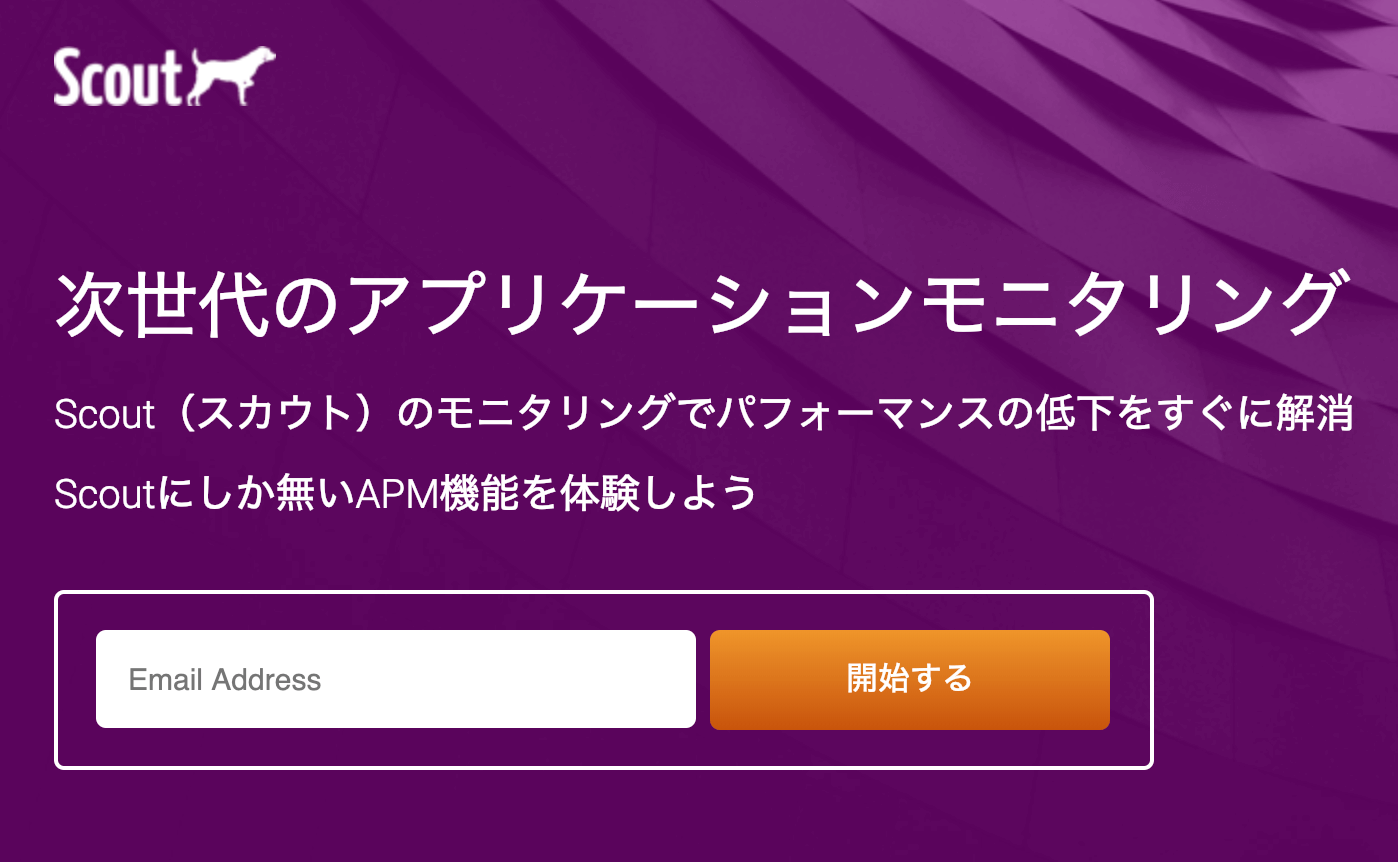 Scout
次世代のアプリケーションモニタリング
Scout（スカウト）のモニタリングでパフォーマンスの低下をすぐに解消
Scoutにしか無いAPM機能を体験しよう
Email Address
開始する